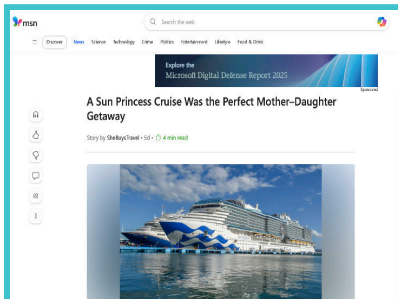 msn
Search the web
Discover News Science Technology Crime Politics Entertainment Lifestyle Food & Drink
Explore the
Microsoft Digital Defense Report 2025
Sponsored
A Sun Princess Cruise Was the Perfect Mother–Daughter
Getaway
Story by SheBuysTravel • 5d • 4 min read